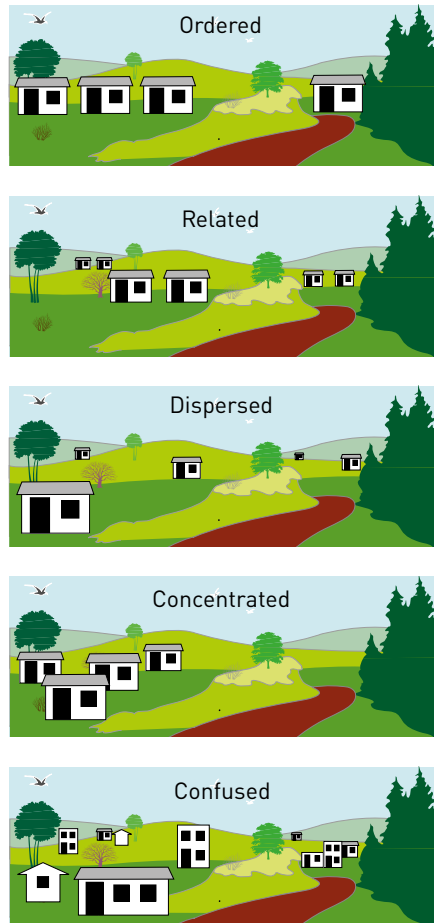 Ordered
Related
Dispersed
Concentrated
Confused